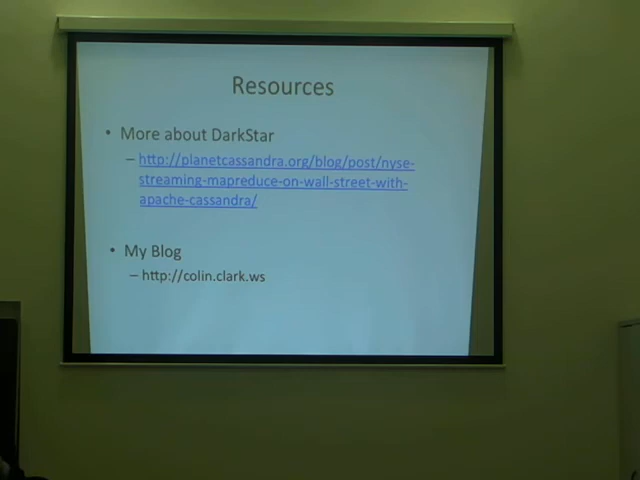 Resources
• More about DarkStar
– http://planetcassandra.org/blog/post/nyse-
streaming-mapreduce-on-wall-street-with-
apache-cassandra/
• My Blog
– http://colin.clark.ws